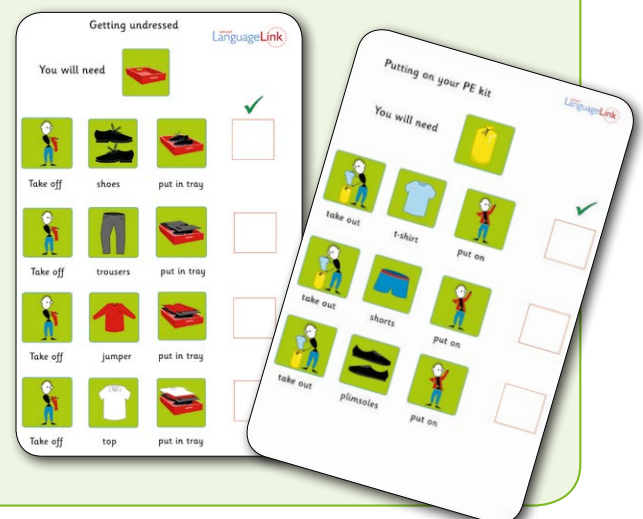 Getting undressed
LanguageLink
You will need
Take off shoes put in tray
Take off trousers put in tray
Take off jumper put in tray
Take off top put in tray
Putting on your PE kit
LanguageLink
You will need
take out t-shirt put on
take out shorts put on
take out plimsoles put on